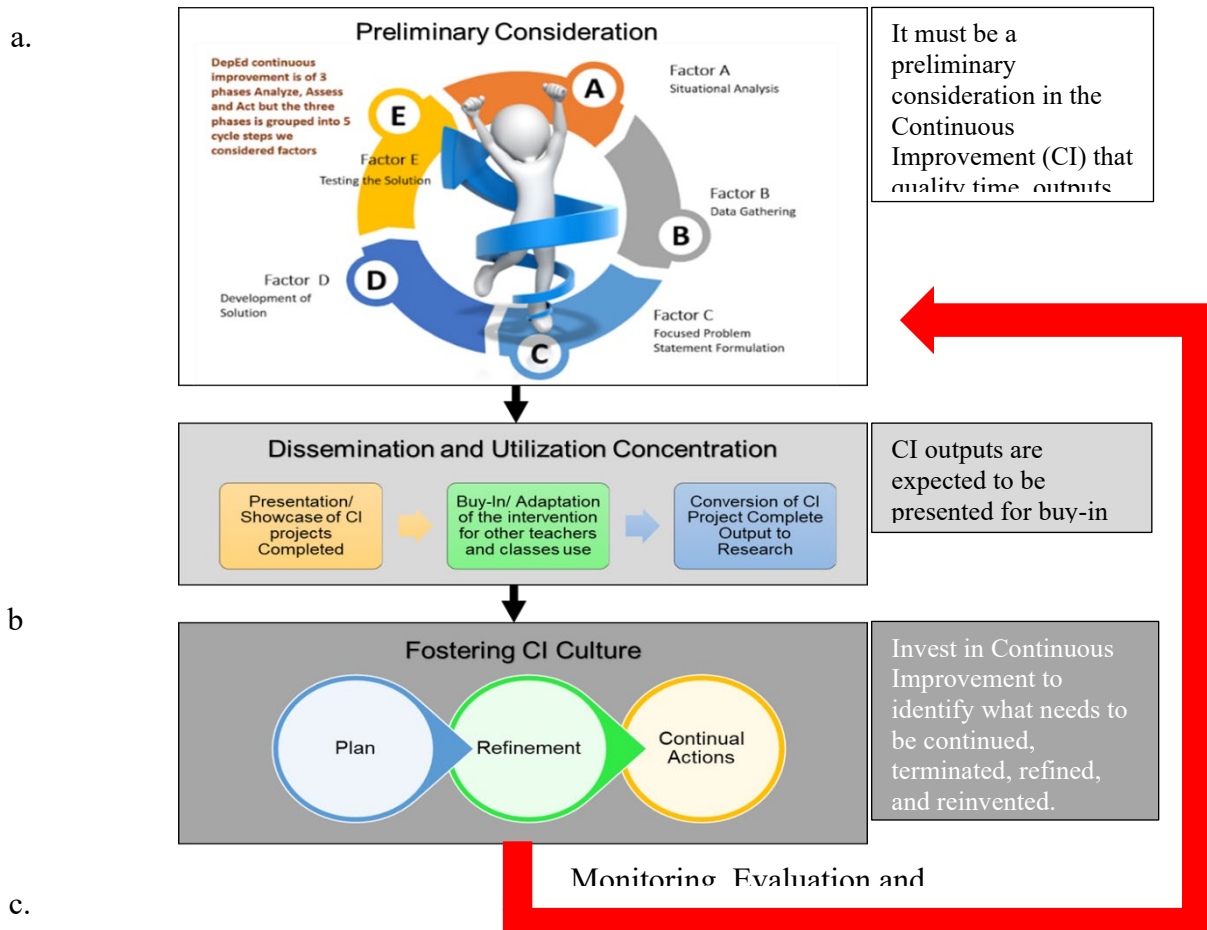 a.
Preliminary Consideration
DepEd continuous
improvement is of 3
phases Analyze, Assess
and Act but the three
phases is grouped into 5
cycle steps we
considered factors
A
Factor A
Situational Analysis
B
Factor B
Data Gathering
C
Factor C
Focused Problem
Statement Formulation
D
Factor D
Development of
Solution
E
Factor E
Testing the Solution
It must be a
preliminary
consideration in the
Continuous
Improvement (CI) that
quality time, outputs
Dissemination and Utilization Concentration
Presentation/
Showcase of CI
projects
Completed
Buy-In/ Adaptation
of the intervention
for other teachers
and classes use
Conversion of CI
Project Complete
Output to
Research
CI outputs are
expected to be
presented for buy-in
b
Fostering CI Culture
Plan
Refinement
Continual
Actions
Invest in Continuous
Improvement to
identify what needs to
be continued,
terminated, refined,
and reinvented.
Monitoring, Evaluation and
c.